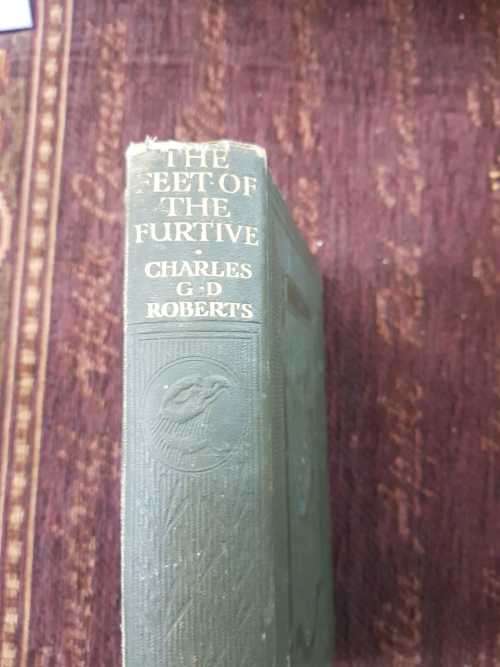 THE
FEET·OF
THE
FURTIVE
·
CHARLES
G·D
ROBERTS